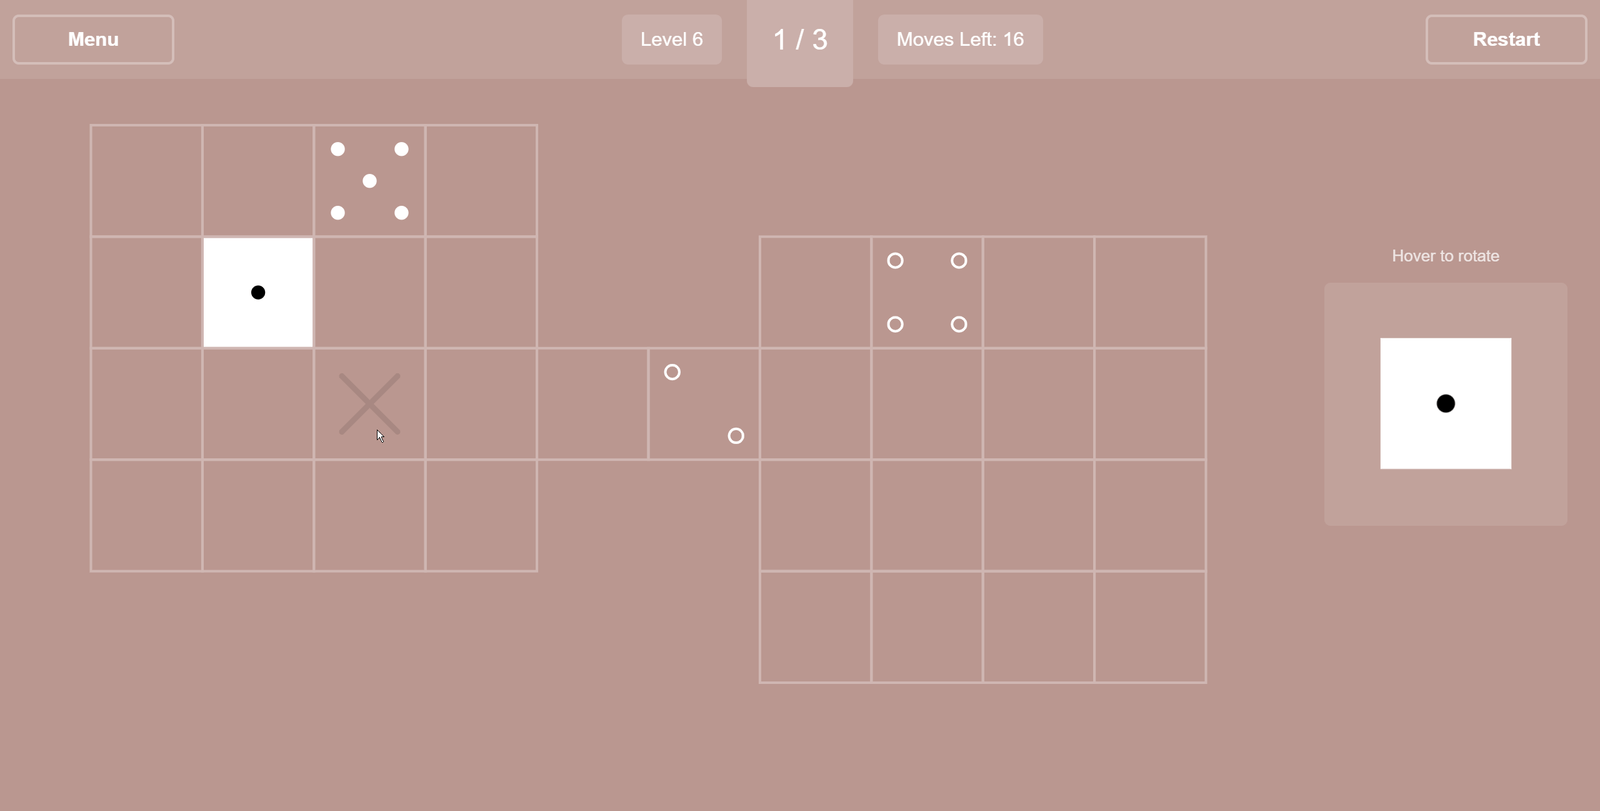 Menu
Level 6
1 / 3
Moves Left: 16
Restart
Hover to rotate